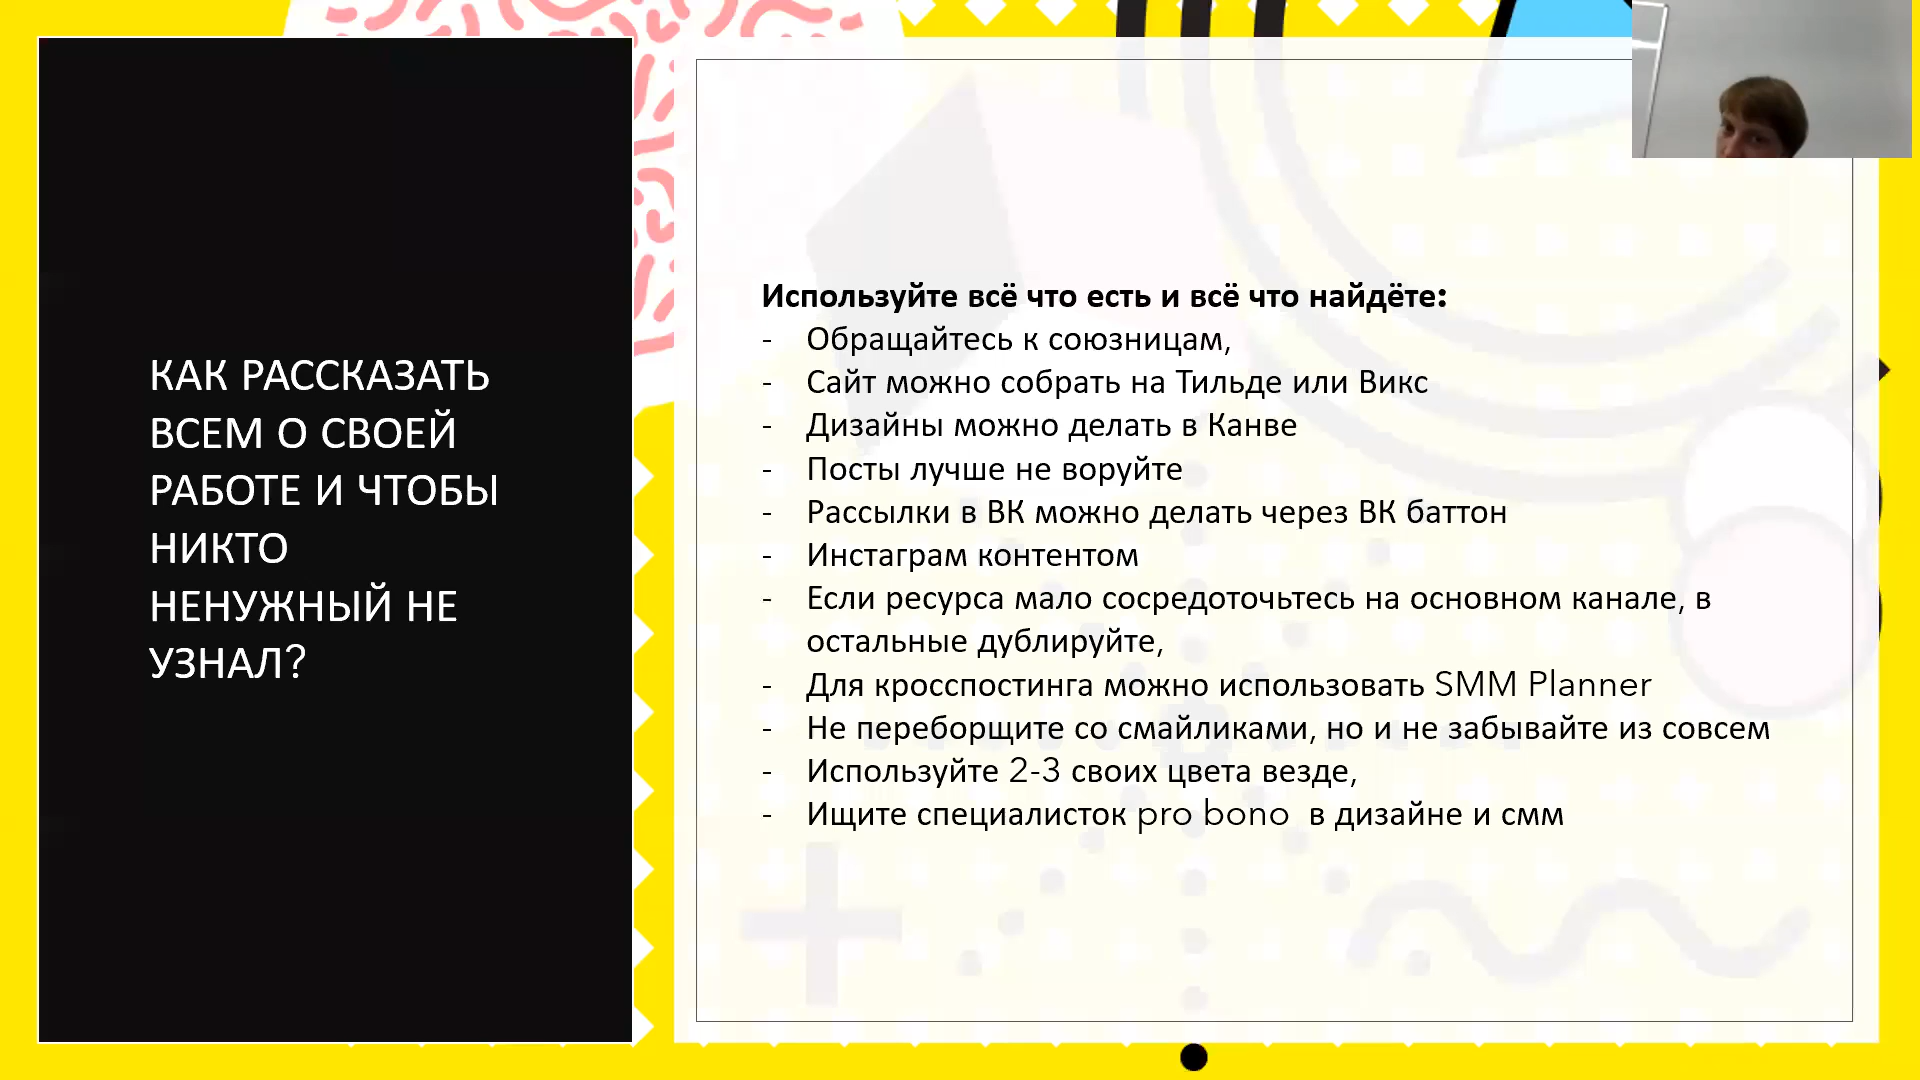 КАК РАССКАЗАТЬ
ВСЕМ О СВОЕЙ
РАБОТЕ И ЧТОБЫ
НИКТО
НЕНУЖНЫЙ НЕ
УЗНАЛ?
Используйте всё что есть и всё что найдёте:
- Обращайтесь к союзницам,
- Сайт можно собрать на Тильде или Викс
- Дизайны можно делать в Канве
- Посты лучше не воруйте
- Рассылки в ВК можно делать через ВК баттон
- Инстаграм контентом
- Если ресурса мало сосредоточьтесь на основном канале, в
остальные дублируйте,
- Для кросспостинга можно использовать SMM Planner
- Не переборщите со смайликами, но и не забывайте из совсем
- Используйте 2-3 своих цвета везде,
- Ищите специалисток pro bono в дизайне и смм